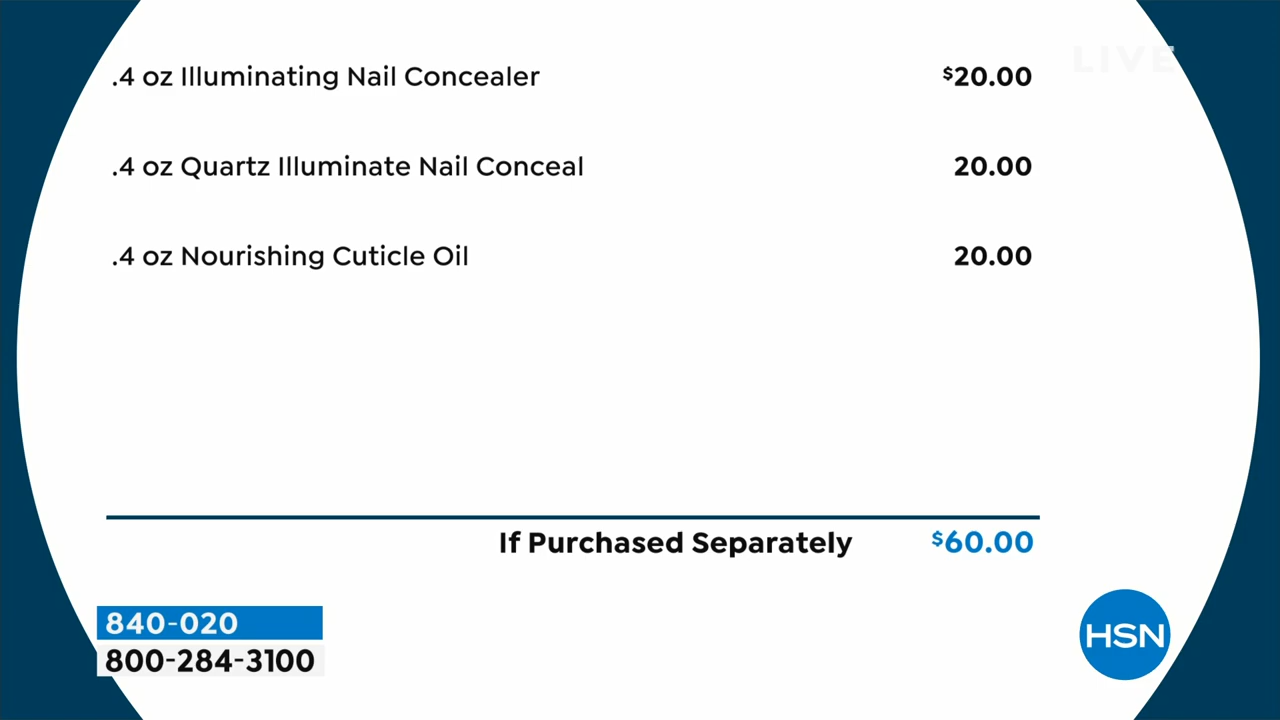 LIVE
.4 oz Illuminating Nail Concealer $20.00
.4 oz Quartz Illuminate Nail Conceal 20.00
.4 oz Nourishing Cuticle Oil 20.00
If Purchased Separately $60.00
840-020
800-284-3100
HSN